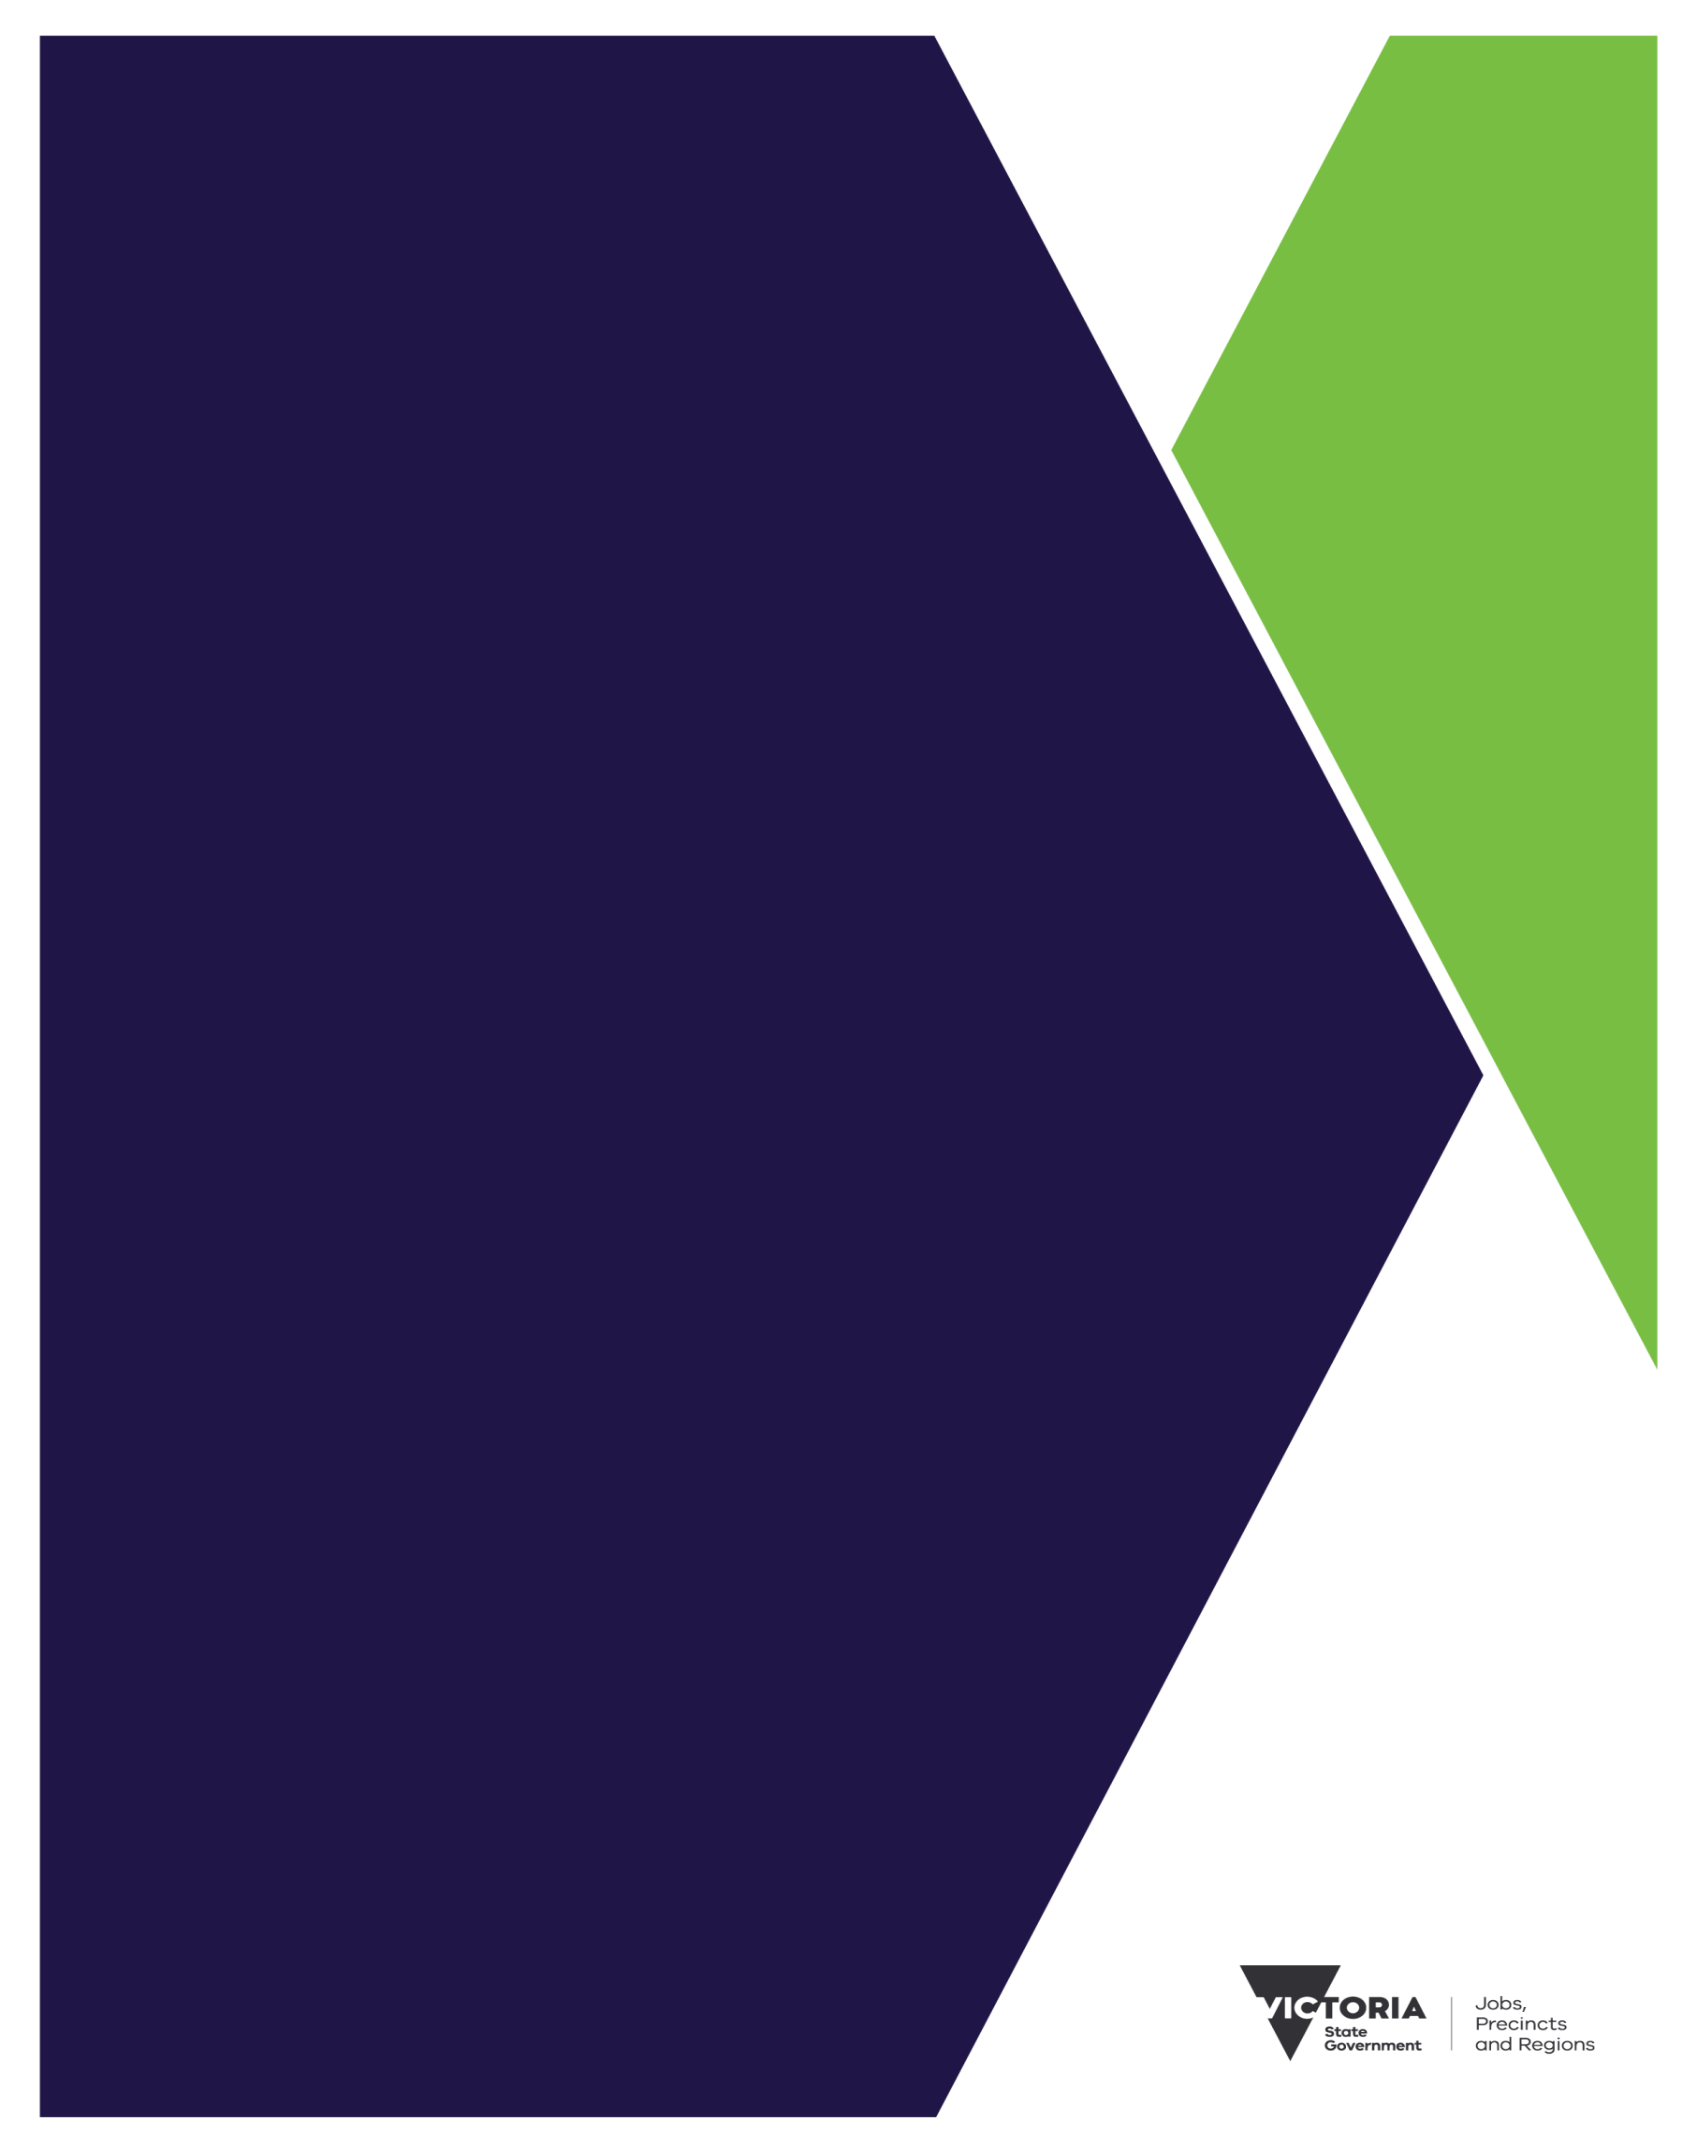 VICTORIA
State
Government
Jobs,
Precincts
and Regions